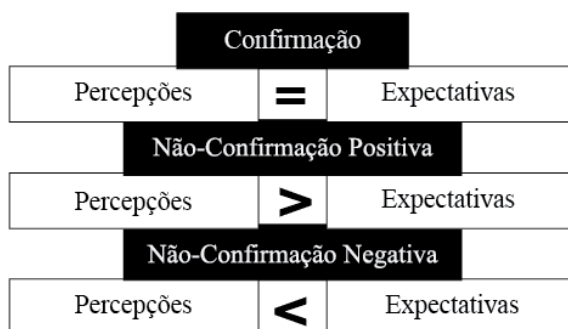 Confirmação
Percepções = Expectativas
Não-Confirmação Positiva
Percepções > Expectativas
Não-Confirmação Negativa
Percepções < Expectativas